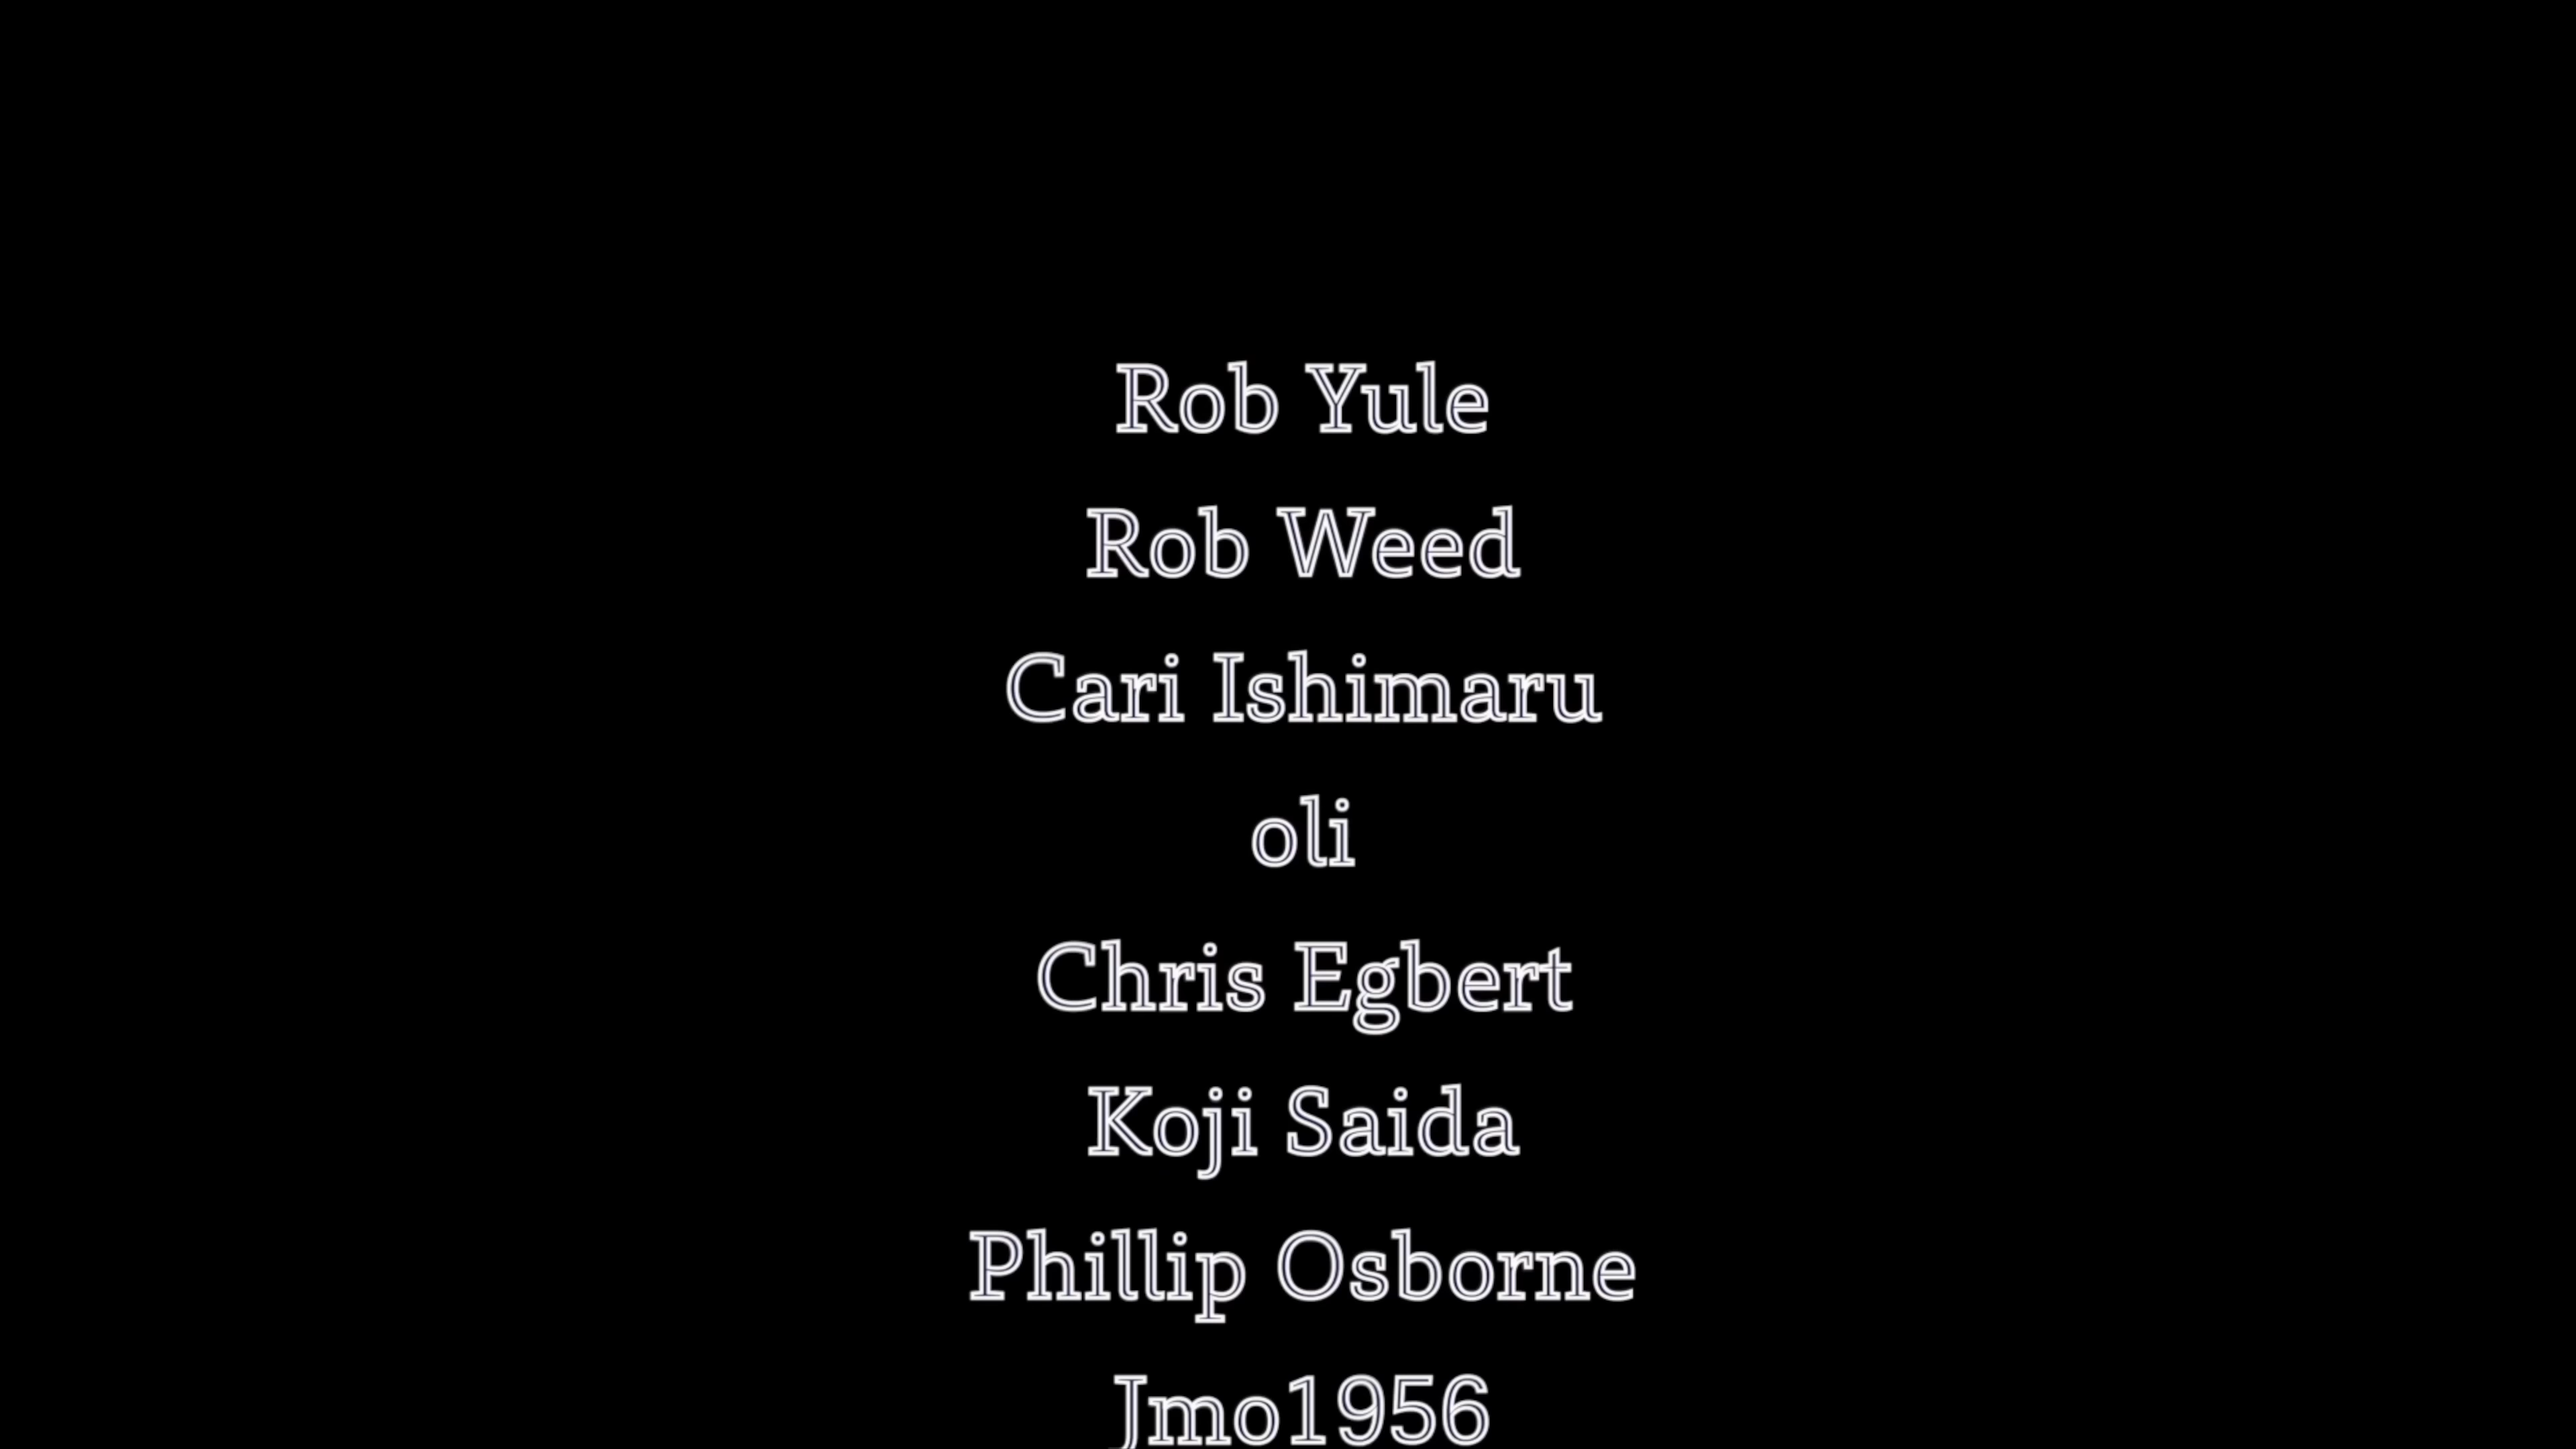 Rob Yule
Rob Weed
Cari Ishimaru
oli
Chris Egbert
Koji Saida
Phillip Osborne
Jmo1956